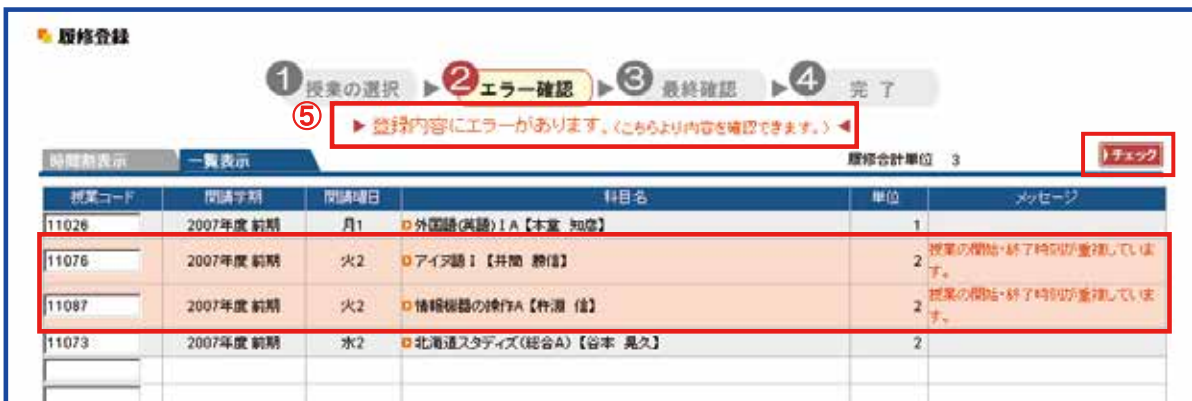 履修登録
1 授業の選択 ▶ 2 エラー確認 ▶ 3 最終確認 ▶ 4 完了
⑤ ▶ 登録内容にエラーがあります。(こちらより内容を確認できます。) ◀
時間割表示 一覧表示 履修合計単位 3 チェック
授業コード 開講学期 開講曜日 科目名 単位 メッセージ
11026 2007年度 前期 月1 外国語(英語)ⅠA【本堂 知彦】 1
11076 2007年度 前期 火2 アイヌ語Ⅰ【井筒 勝信】 2 授業の開始・終了時刻が重複していま
す。
11087 2007年度 前期 火2 情報機器の操作A【杵淵 信】 2 授業の開始・終了時刻が重複していま
す。
11073 2007年度 前期 水2 北海道スタディズ(総合A)【谷本 晃久】 2